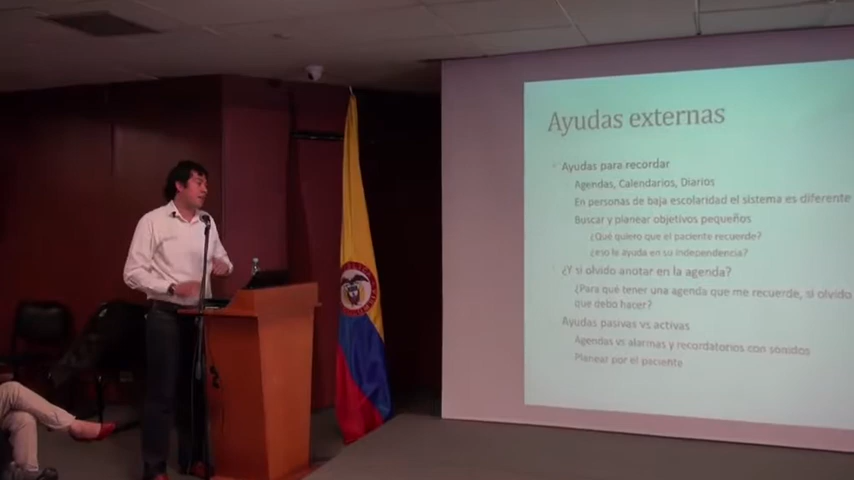 Ayudas externas
Ayudas para recordar
Agendas, Calendarios, Diarios
En personas de baja escolaridad el sistema es diferente
Buscar y planear objetivos pequeños
¿Qué quiero que el paciente recuerde?
¿eso le ayuda en su independencia?
¿Y si olvido anotar en la agenda?
¿Para qué tener una agenda que me recuerde, si olvido
que debo hacer?
Ayudas pasivas vs activas
Agendas vs alarmas y recordatorios con sonidos
Planear por el paciente